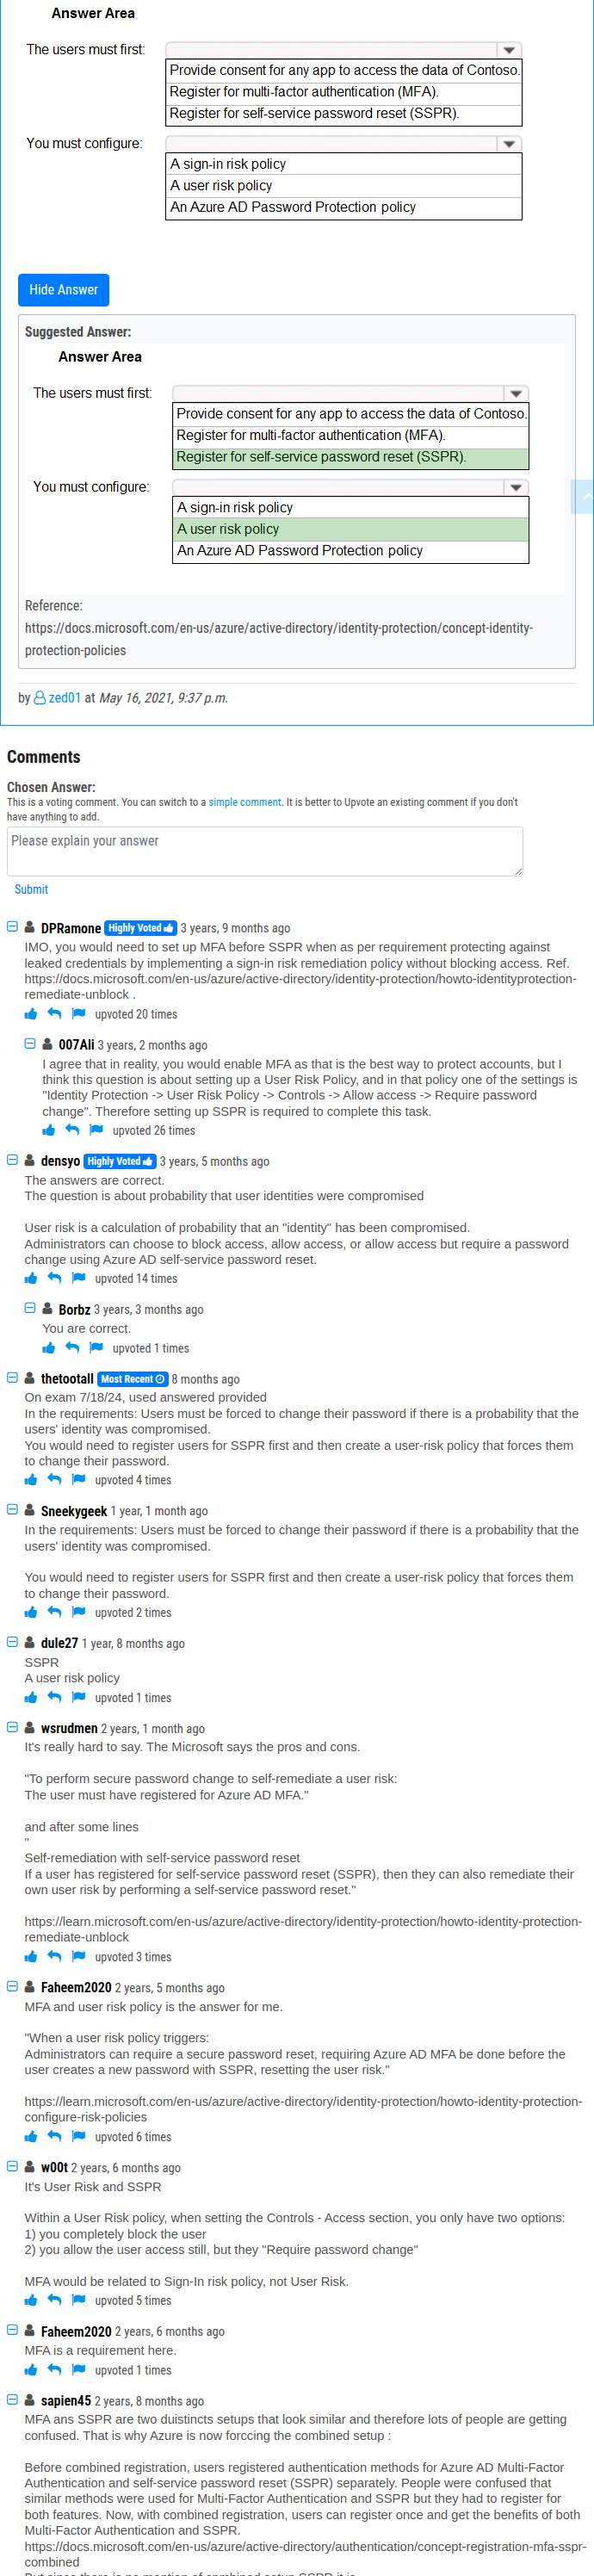 Answer Area
The users must first:
Provide consent for any app to access the data of Contoso.
Register for multi-factor authentication (MFA).
Register for self-service password reset (SSPR).
You must configure:
A sign-in risk policy
A user risk policy
An Azure AD Password Protection policy
Hide Answer
Suggested Answer:
Answer Area
The users must first:
Provide consent for any app to access the data of Contoso.
Register for multi-factor authentication (MFA).
Register for self-service password reset (SSPR).
You must configure:
A sign-in risk policy
A user risk policy
An Azure AD Password Protection policy
Reference:
https://docs.microsoft.com/en-us/azure/active-directory/identity-protection/concept-identity-
protection-policies
by zed01 at May 16, 2021, 9:37 p.m.
Comments
Chosen Answer:
This is a voting comment. You can switch to a simple comment. It is better to Upvote an existing comment if you don't
have anything to add.
Please explain your answer
Submit
DPRamone Highly Voted 3 years, 9 months ago
IMO, you would need to set up MFA before SSPR when as per requirement protecting against
leaked credentials by implementing a sign-in risk remediation policy without blocking access. Ref.
https://docs.microsoft.com/en-us/azure/active-directory/identity-protection/howto-identityprotection-
remediate-unblock .
upvoted 20 times
007Ali 3 years, 2 months ago
I agree that in reality, you would enable MFA as that is the best way to protect accounts, but I
think this question is about setting up a User Risk Policy, and in that policy one of the settings is
"Identity Protection -> User Risk Policy -> Controls -> Allow access -> Require password
change". Therefore setting up SSPR is required to complete this task.
upvoted 26 times
densyo Highly Voted 3 years, 5 months ago
The answers are correct.
The question is about probability that user identities were compromised
User risk is a calculation of probability that an "identity" has been compromised.
Administrators can choose to block access, allow access, or allow access but require a password
change using Azure AD self-service password reset.
upvoted 14 times
Borbz 3 years, 3 months ago
You are correct.
upvoted 1 times
thetootall Most Recent 8 months ago
On exam 7/18/24, used answered provided
In the requirements: Users must be forced to change their password if there is a probability that the
users' identity was compromised.
You would need to register users for SSPR first and then create a user-risk policy that forces them
to change their password.
upvoted 4 times
Sneekygeek 1 year, 1 month ago
In the requirements: Users must be forced to change their password if there is a probability that the
users' identity was compromised.
You would need to register users for SSPR first and then create a user-risk policy that forces them
to change their password.
upvoted 2 times
dule27 1 year, 8 months ago
SSPR
A user risk policy
upvoted 1 times
wsrudmen 2 years, 1 month ago
It's really hard to say. The Microsoft says the pros and cons.
"To perform secure password change to self-remediate a user risk:
The user must have registered for Azure AD MFA."
and after some lines
"
Self-remediation with self-service password reset
If a user has registered for self-service password reset (SSPR), then they can also remediate their
own user risk by performing a self-service password reset."
https://learn.microsoft.com/en-us/azure/active-directory/identity-protection/howto-identity-protection-
remediate-unblock
upvoted 3 times
Faheem2020 2 years, 5 months ago
MFA and user risk policy is the answer for me.
"When a user risk policy triggers:
Administrators can require a secure password reset, requiring Azure AD MFA be done before the
user creates a new password with SSPR, resetting the user risk."
https://learn.microsoft.com/en-us/azure/active-directory/identity-protection/howto-identity-protection-
configure-risk-policies
upvoted 6 times
w00t 2 years, 6 months ago
It's User Risk and SSPR
Within a User Risk policy, when setting the Controls - Access section, you only have two options:
1) you completely block the user
2) you allow the user access still, but they "Require password change"
MFA would be related to Sign-In risk policy, not User Risk.
upvoted 5 times
Faheem2020 2 years, 6 months ago
MFA is a requirement here.
upvoted 1 times
sapien45 2 years, 8 months ago
MFA ans SSPR are two duistincts setups that look similar and therefore lots of people are getting
confused. That is why Azure is now forccing the combined setup :
Before combined registration, users registered authentication methods for Azure AD Multi-Factor
Authentication and self-service password reset (SSPR) separately. People were confused that
similar methods were used for Multi-Factor Authentication and SSPR but they had to register for
both features. Now, with combined registration, users can register once and get the benefits of both
Multi-Factor Authentication and SSPR.
https://docs.microsoft.com/en-us/azure/active-directory/authentication/concept-registration-mfa-sspr-
combined